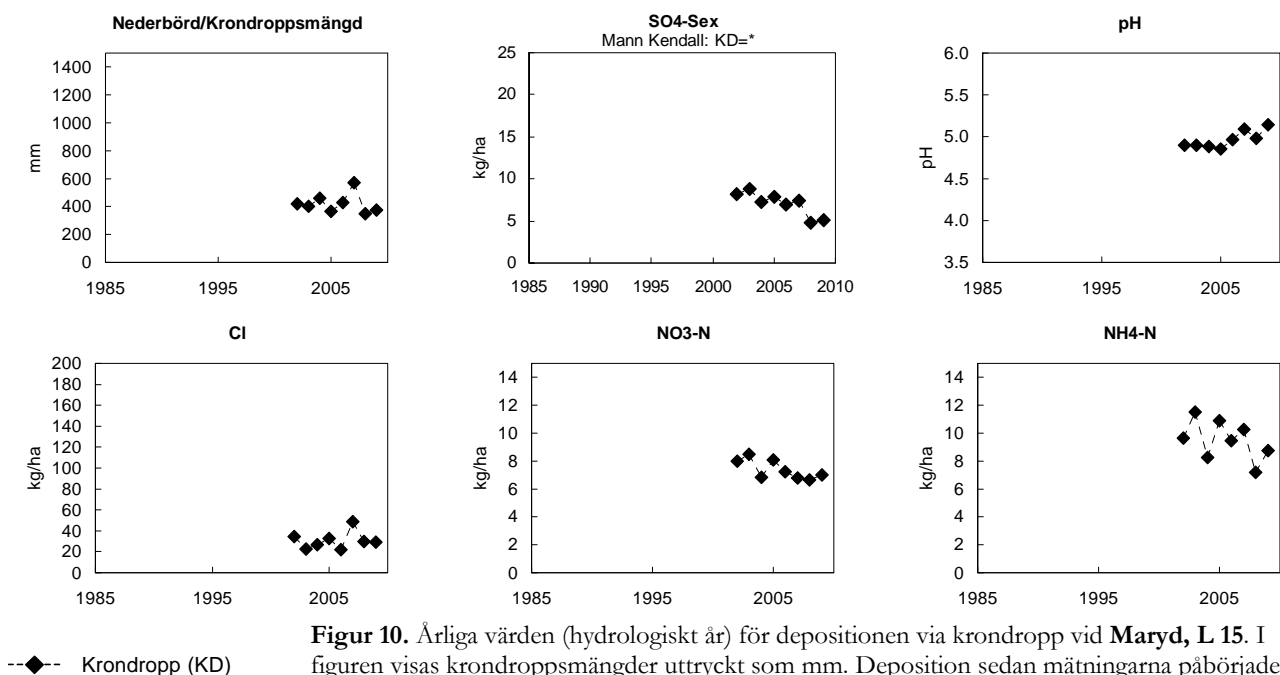 Nederbörd/Krondroppsmängd
1400
1200
1000
800
600
400
200
0
mm
1985 1995 2005
SO4-Sex
Mann Kendall: KD=*
25
20
15
10
5
0
kg/ha
1985 1990 1995 2000 2005 2010
pH
6.0
5.5
5.0
4.5
4.0
3.5
pH
1985 1995 2005
Cl
200
180
160
140
120
100
80
60
40
20
0
kg/ha
1985 1995 2005
NO3-N
14
12
10
8
6
4
2
0
kg/ha
1985 1995 2005
NH4-N
14
12
10
8
6
4
2
0
kg/ha
1985 1995 2005
Krondropp (KD)
Figur 10. Årliga värden (hydrologiskt år) för depositionen via krondropp vid Maryd, L 15. I
figuren visas krondroppsmängder uttryckt som mm. Deposition sedan mätningarna påbörjade